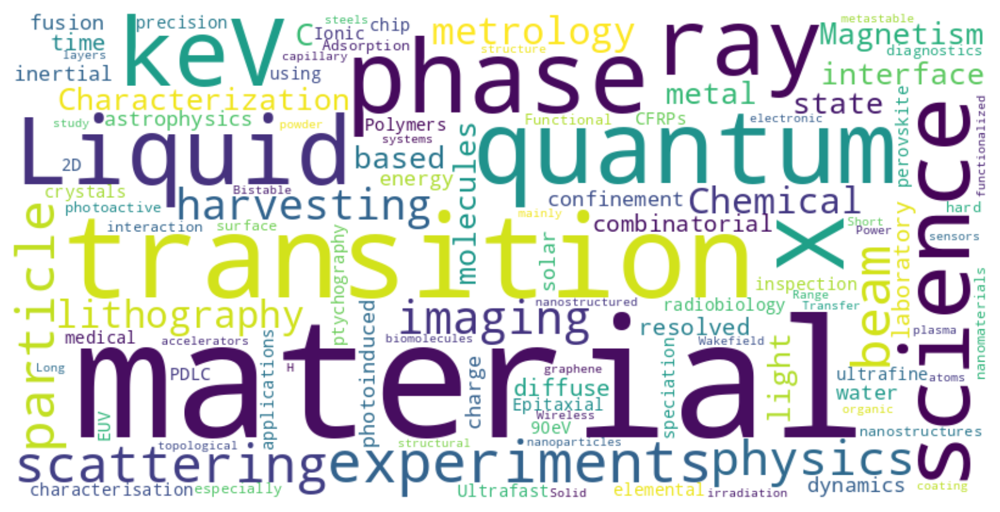 fusion
precision
keV
C
steels
Ionic
chip
metrology
ray
metastable
Magnetism
time
layers
Adsorption
capillary
structure
phase
diagnostics
inertial
using
interface
Characterization
metal
state
perovskite
science
functionalized
study
astrophysics
powder
Liquid
Polymers
systems
molecules
Functional
CFRPs
electronic
quantum
2D
based
energy
crystals
Bistable
harvesting
confinement
Chemical
photoactive
mainly
hard
particle
interaction
surface
transition
ptychography
solar
combinatorial
X
Short
Power
sensors
beam
laboratory
inspection
lithography
imaging
nanostructured
radiobiology
Range
Transfer
nanomaterials
medical
accelerators
applications
photoinduced
biomolecules
resolved
Wakefield
plasma
Long
material
PDLC
H
charge
graphene
diffuse
Epitaxial
Wireless
90eV
speciation
light
ultrafine
atoms
water
organic
EUV
topological
structural
nanoparticles
nanostructures
scattering
experiments
physics
characterisation
especially
Ultrafast
Solid
elemental
irradiation
dynamics
coating